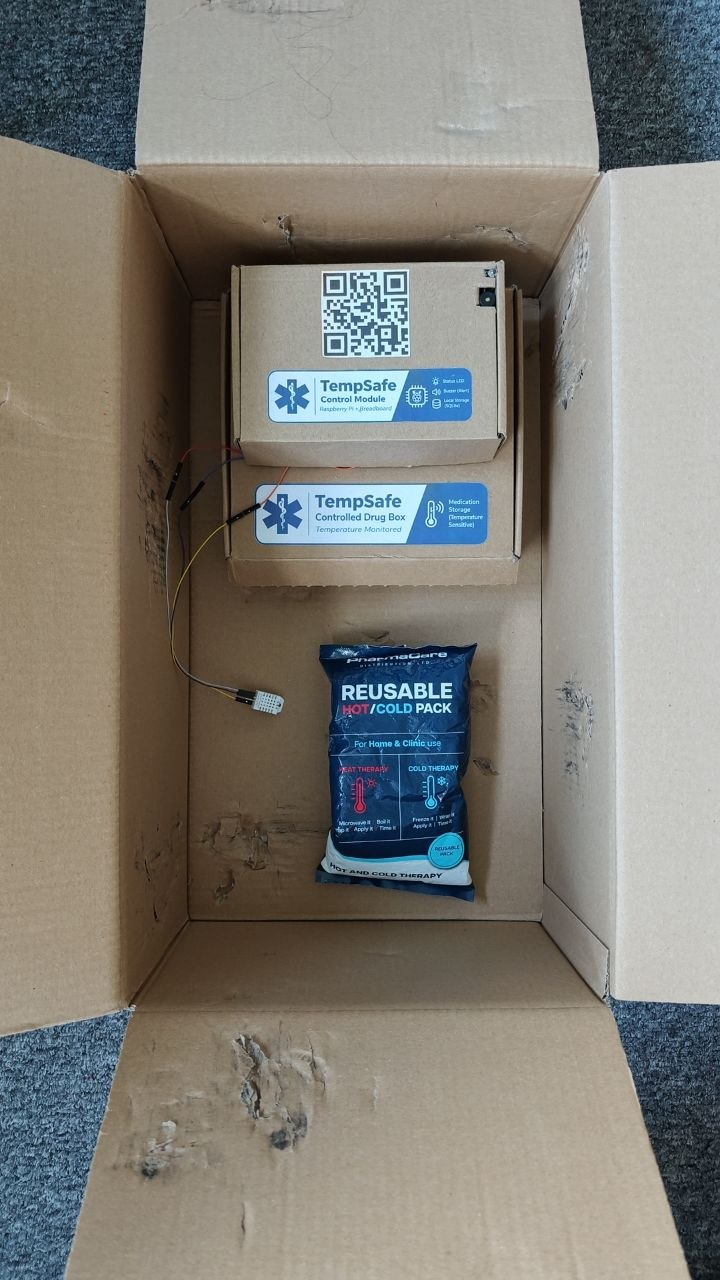 TempSafe
Control Module
Raspberry Pi + Breadboard
Status LED
Buzzer (Alert)
Local Storage
(SQLite)
TempSafe
Controlled Drug Box
Temperature Monitored
Medication
Storage
(Temperature
Sensitive)
PharmaCare
DISTRIBUTION LTD.
REUSABLE
HOT/COLD PACK
For Home & Clinic use
HEAT THERAPY
COLD THERAPY
Microwave it | Boil it
Apply it | Time it
Freeze it |
Apply it | Time it
REUSABLE
PACK
HOT AND COLD THERAPY